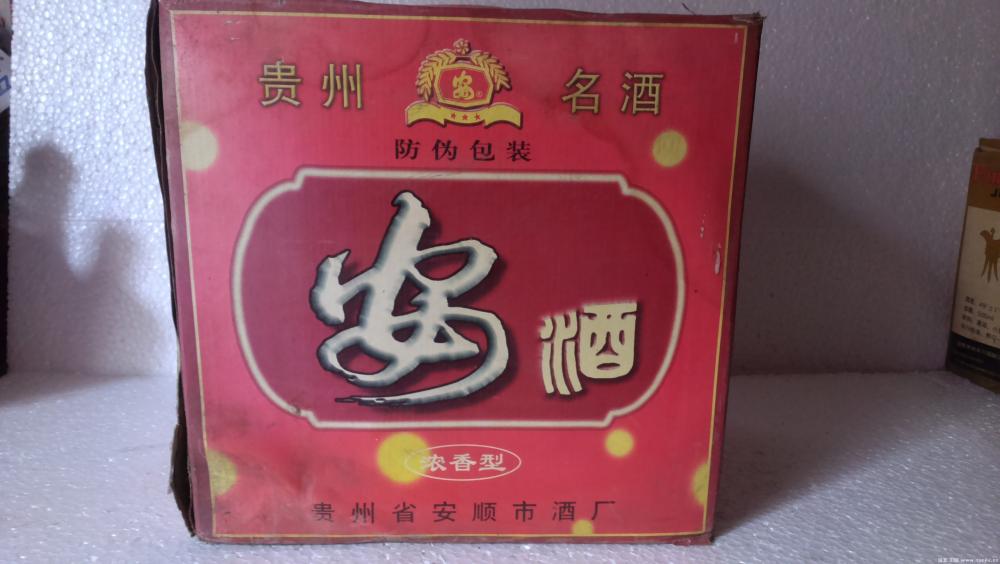 贵州 名酒
安
防伪包装
安酒
浓香型
贵州省安顺市酒厂